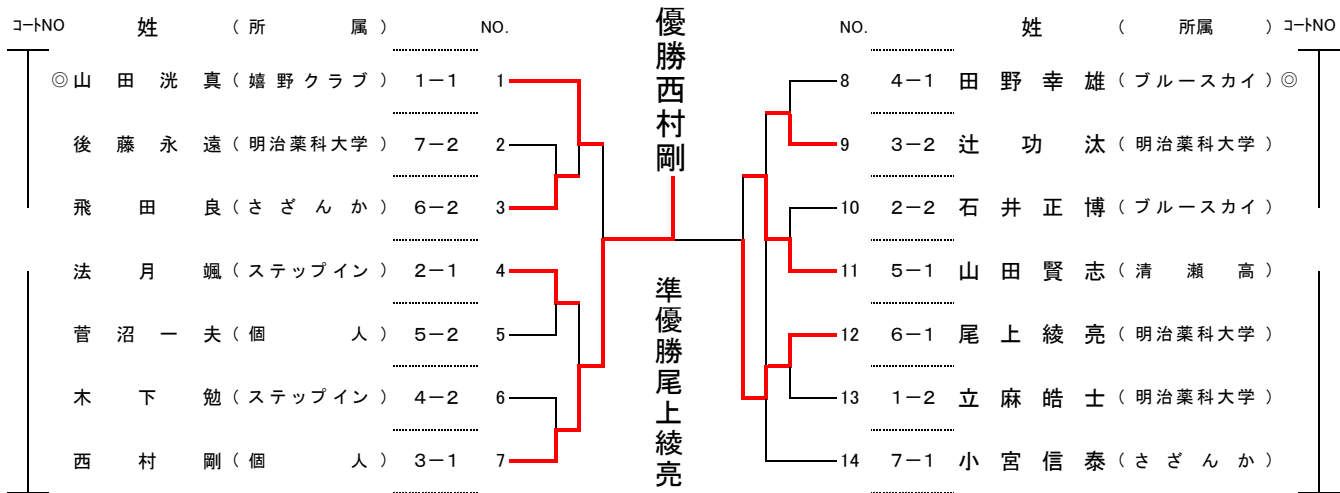 コートNO 姓 （所属） NO.
◎山田洸真（嬉野クラブ） 1−1 1
後藤永遠（明治薬科大学） 7−2 2
飛田良（さざんか） 6−2 3
法月颯（ステップイン） 2−1 4
菅沼一夫（個人） 5−2 5
木下勉（ステップイン） 4−2 6
西村剛（個人） 3−1 7
優勝西村剛
準優勝尾上綾亮
NO. 姓 （所属） コートNO
8 4−1 田野幸雄（ブルースカイ）◎
9 3−2 辻功汰（明治薬科大学）
10 2−2 石井正博（ブルースカイ）
11 5−1 山田賢志（清瀬高）
12 6−1 尾上綾亮（明治薬科大学）
13 1−2 立麻皓士（明治薬科大学）
14 7−1 小宮信泰（さざんか）